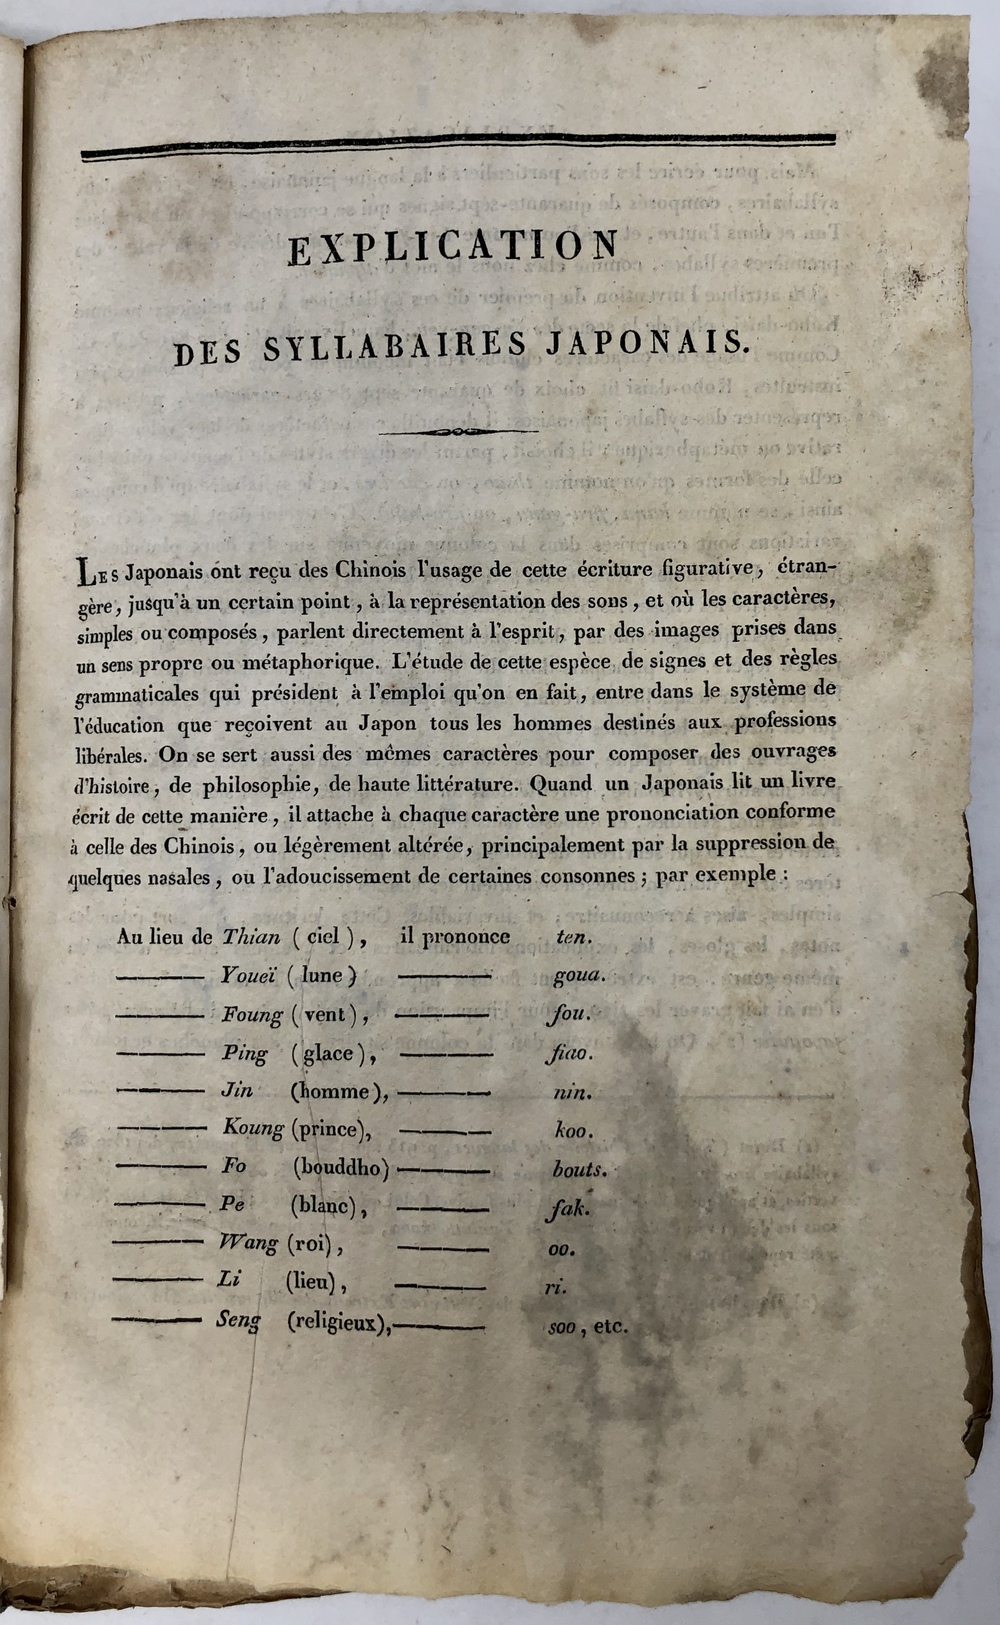 EXPLICATION
DES SYLLABAIRES JAPONAIS.
LES Japonais ont reçu des Chinois l'usage de cette écriture figurative, étran-
gère, jusqu'à un certain point, à la représentation des sons, et où les caractères,
simples ou composés, parlent directement à l'esprit, par des images prises dans
un sens propre ou métaphorique. L'étude de cette espèce de signes et des règles
grammaticales qui président à l'emploi qu'on en fait, entre dans le système de
l'éducation que reçoivent au Japon tous les hommes destinés aux professions
libérales. On se sert aussi des mêmes caractères pour composer des ouvrages
d'histoire, de philosophie, de haute littérature. Quand un Japonais lit un livre
écrit de cette manière, il attache à chaque caractère une prononciation conforme
à celle des Chinois, ou légèrement altérée, principalement par la suppression de
quelques nasales, ou l'adoucissement de certaines consonnes; par exemple:
Au lieu de Thian (ciel), il prononce ten.
——— Youeï (lune) ——— goua.
——— Foung (vent), ——— fou.
——— Ping (glace), ——— fiao.
——— Jin (homme), ——— nin.
——— Koung (prince), ——— koo.
——— Fo (bouddho) ——— bouts.
——— Pe (blanc), ——— fak.
——— Wang (roi), ——— oo.
——— Li (lieu), ——— ri.
——— Seng (religieux), ——— soo, etc.